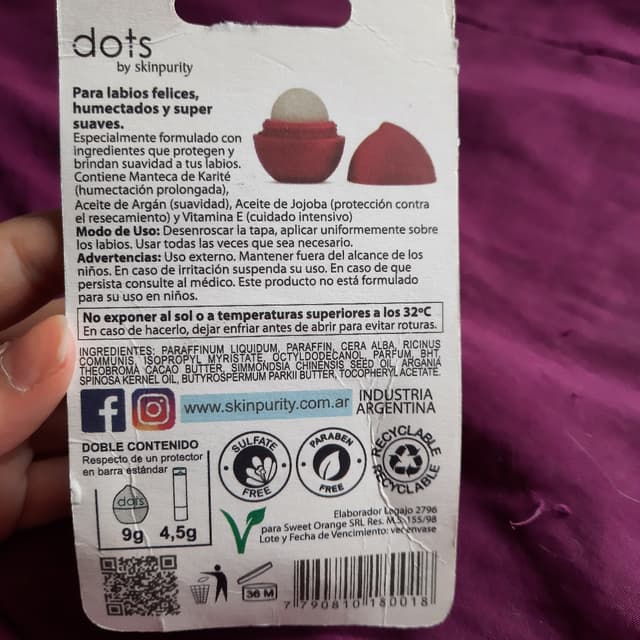 dots
by skinpurity
Para labios felices,
humectados y super
suaves.
Especialmente formulado con
ingredientes que protegen y
brindan suavidad a tus labios.
Contiene Manteca de Karité
(humectación prolongada),
Aceite de Argán (suavidad), Aceite de Jojoba (protección contra
el resecamiento) y Vitamina E (cuidado intensivo)
Modo de Uso: Desenroscar la tapa, aplicar uniformemente sobre
los labios. Usar todas las veces que sea necesario.
Advertencias: Uso externo. Mantener fuera del alcance de los
niños. En caso de irritación suspenda su uso. En caso de que
persista consulte al médico. Este producto no está formulado
para su uso en niños.
No exponer al sol o a temperaturas superiores a los 32ºC
En caso de hacerlo, dejar enfriar antes de abrir para evitar roturas.
INGREDIENTES: PARAFFINUM LIQUIDUM, PARAFFIN, CERA ALBA, RICINUS
COMMUNIS, ISOPROPYL MYRISTATE, OCTYLDODECANOL, PARFUM, BHT,
THEOBROMA CACAO BUTTER, SIMMONDSIA CHINENSIS SEED OIL, ARGANIA
SPINOSA KERNEL OIL, BUTYROSPERMUM PARKII BUTTER, TOCOPHERYLACETATE.
www.skinpurity.com.ar
INDUSTRIA
ARGENTINA
DOBLE CONTENIDO
Respecto de un protector
en barra estándar
dots
9g 4,5g
SULFATE
FREE
PARABEN
FREE
RECYCLABLE
RECYCLABLE
V
Elaborador Legajo 2796
para Sweet Orange SRL Res. M.S. 155/98
Lote y Fecha de Vencimiento: ver envase
36 M
7 790810 180018